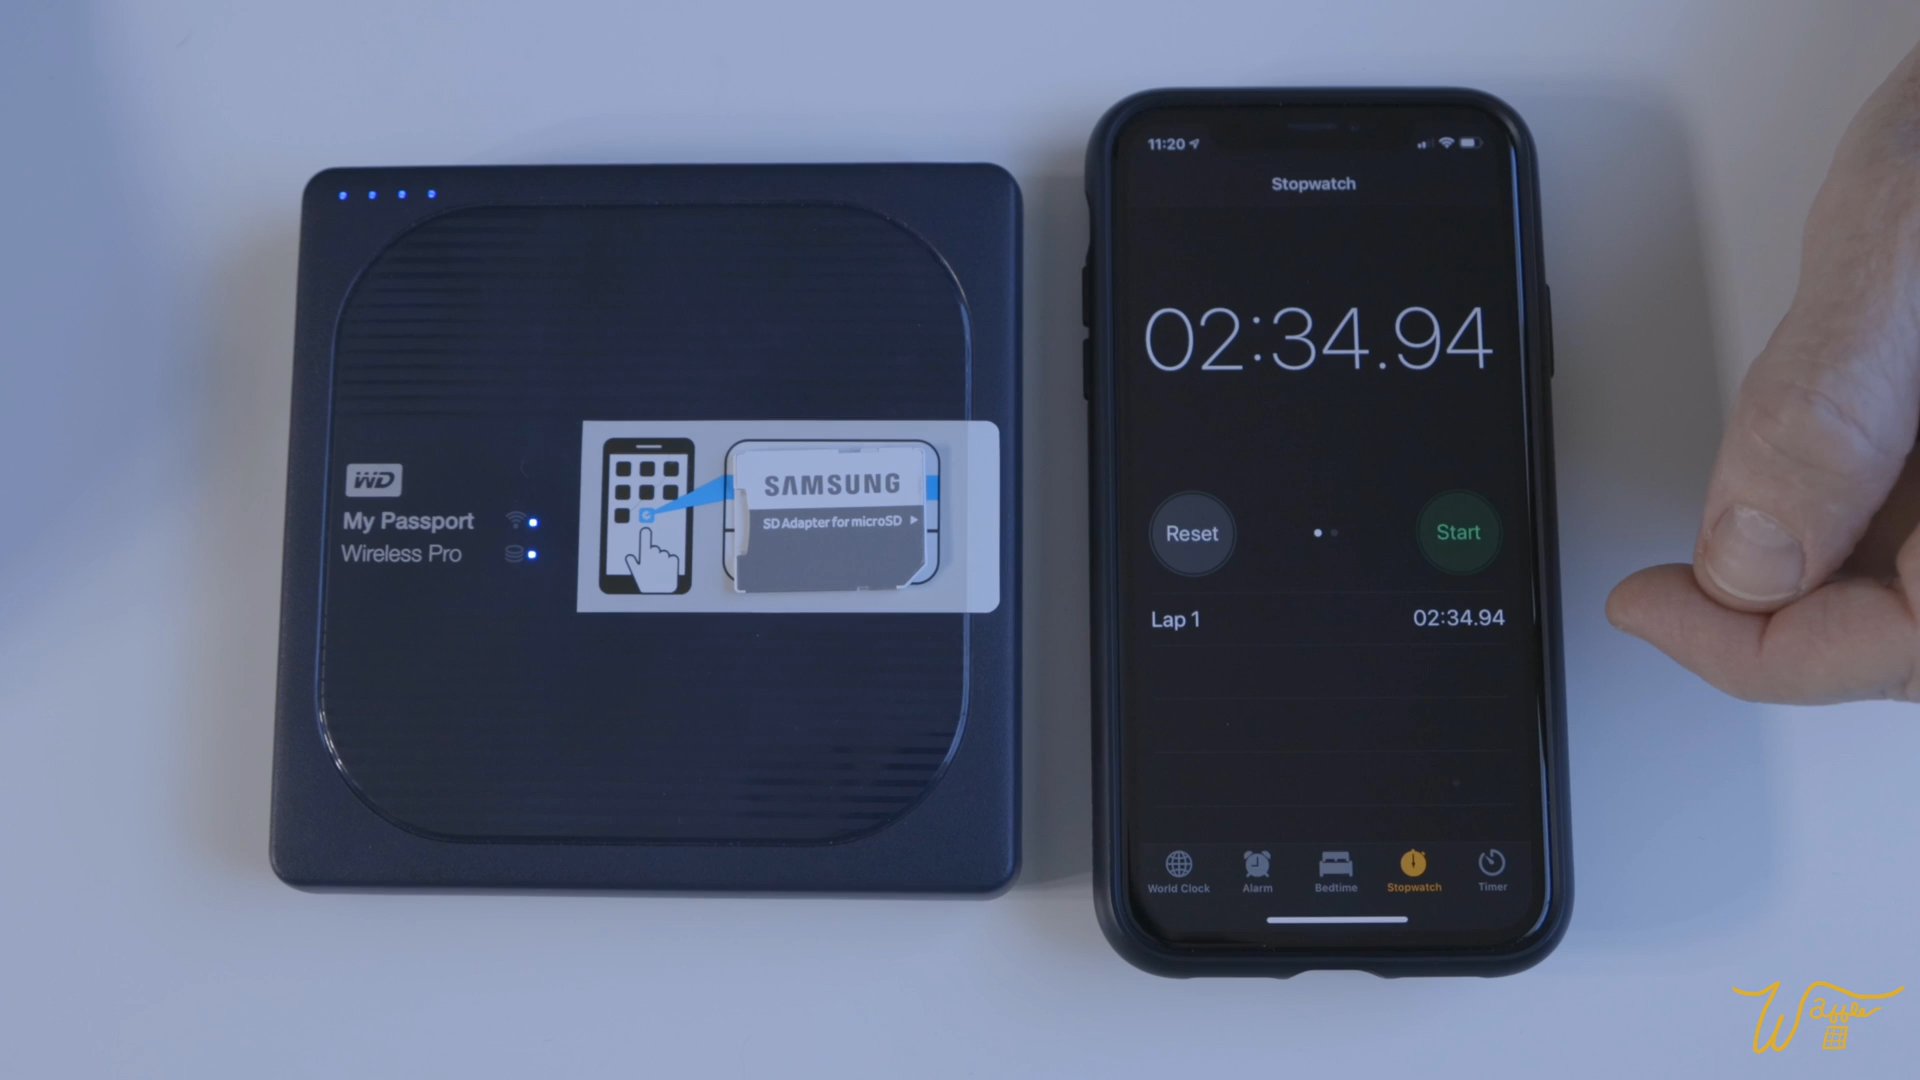 WD
My Passport
Wireless Pro
SAMSUNG
SD Adapter for microSD
11:20
Stopwatch
02:34.94
Reset
Start
Lap 1
02:34.94
World Clock
Alarm
Bedtime
Stopwatch
Timer
Waffle